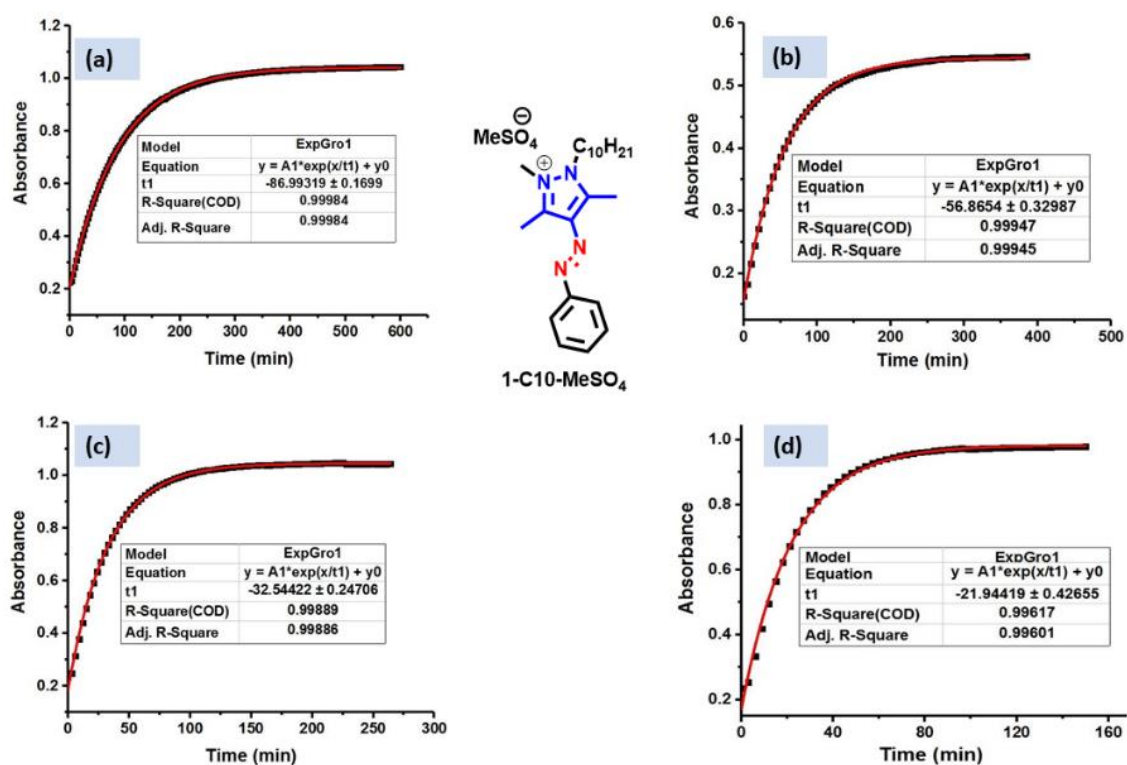 (a)
Absorbance
1.2
1.0
0.8
0.6
0.4
0.2
Model ExpGro1
Equation y = A1*exp(x/t1) + y0
t1 -86.99319 ± 0.1699
R-Square(COD) 0.99984
Adj. R-Square 0.99984
0 100 200 300 400 500 600
Time (min)
MeSO4 ⊖
C10H21
⊕
N N
N
N
1-C10-MeSO4
(b)
Absorbance
0.6
0.5
0.3
0.2
0.1
Model ExpGro1
Equation y = A1*exp(x/t1) + y0
t1 -56.8654 ± 0.32987
R-Square(COD) 0.99947
Adj. R-Square 0.99945
0 100 200 300 400 500
Time (min)
(c)
Absorbance
1.2
1.0
0.8
0.6
0.4
0.2
Model ExpGro1
Equation y = A1*exp(x/t1) + y0
t1 -32.54422 ± 0.24706
R-Square(COD) 0.99889
Adj. R-Square 0.99886
0 50 100 150 200 250 300
Time (min)
(d)
Absorbance
1.0
0.8
0.6
0.4
0.2
Model ExpGro1
Equation y = A1*exp(x/t1) + y0
t1 -21.94419 ± 0.42655
R-Square(COD) 0.99617
Adj. R-Square 0.99601
0 40 80 120 160
Time (min)